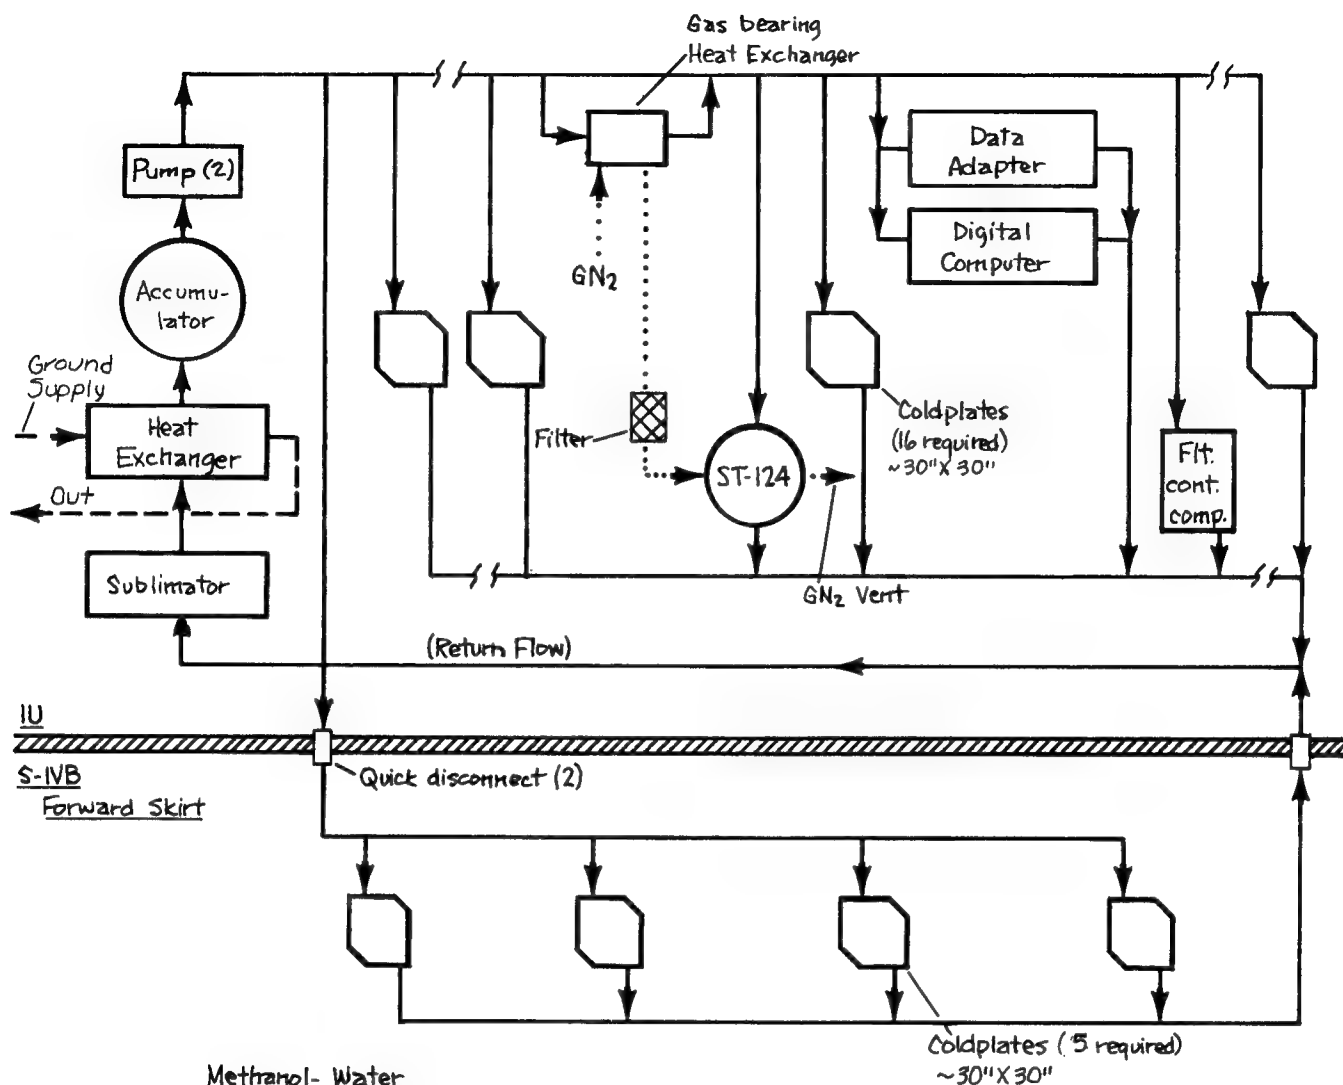 Gas bearing
Heat Exchanger
Pump (2)
Data
Adapter
Digital
Computer
GN2
Accumu-
lator
Ground
Supply
Heat
Exchanger
Filter
ST-124
Coldplates
(16 required)
~30" X 30"
Flt.
cont.
comp.
Out
Sublimator
GN2 Vent
(Return Flow)
IU
S-IVB
Forward Skirt
Quick disconnect (2)
Coldplates (5 required)
~30" X 30"
Methanol- Water